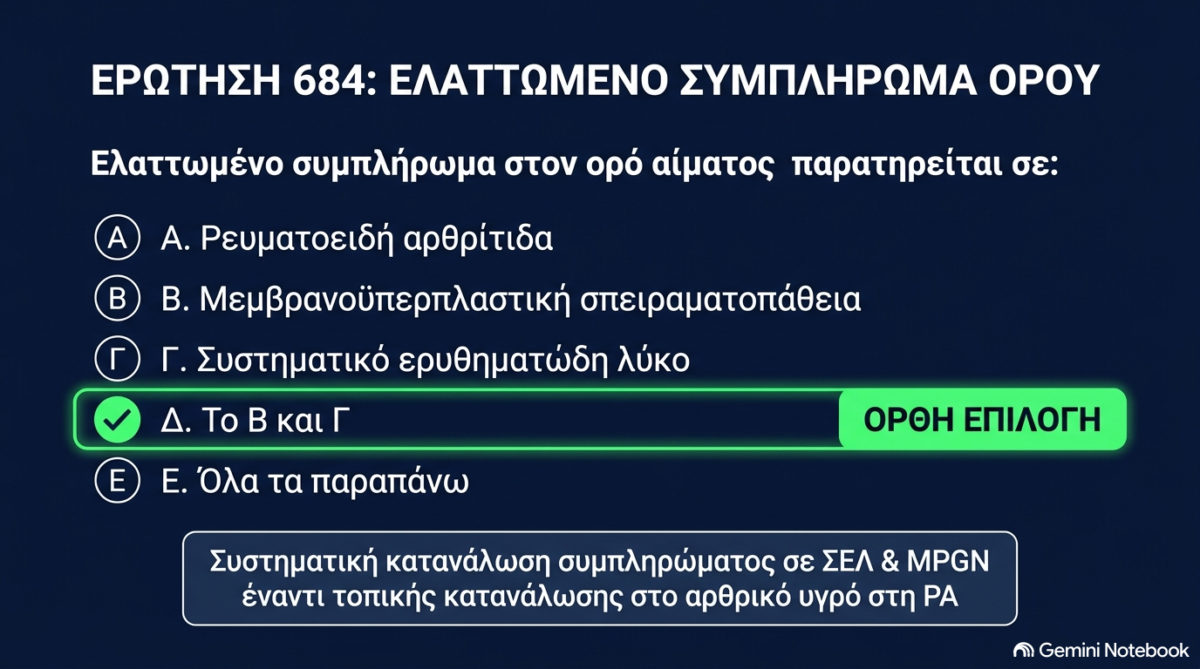 ΕΡΩΤΗΣΗ 684: ΕΛΑΤΤΩΜΕΝΟ ΣΥΜΠΛΗΡΩΜΑ ΟΡΟΥ
Ελαττωμένο συμπλήρωμα στον ορό αίματος παρατηρείται σε:
Α Α. Ρευματοειδή αρθρίτιδα
Β Β. Μεμβρανοϋπερπλαστική σπειραματοπάθεια
Γ Γ. Συστηματικό ερυθηματώδη λύκο
Δ. Το Β και Γ ΟΡΘΗ ΕΠΙΛΟΓΗ
Ε Ε. Όλα τα παραπάνω
Συστηματική κατανάλωση συμπληρώματος σε ΣΕΛ & MPGN
έναντι τοπικής κατανάλωσης στο αρθρικό υγρό στη ΡΑ
Gemini Notebook